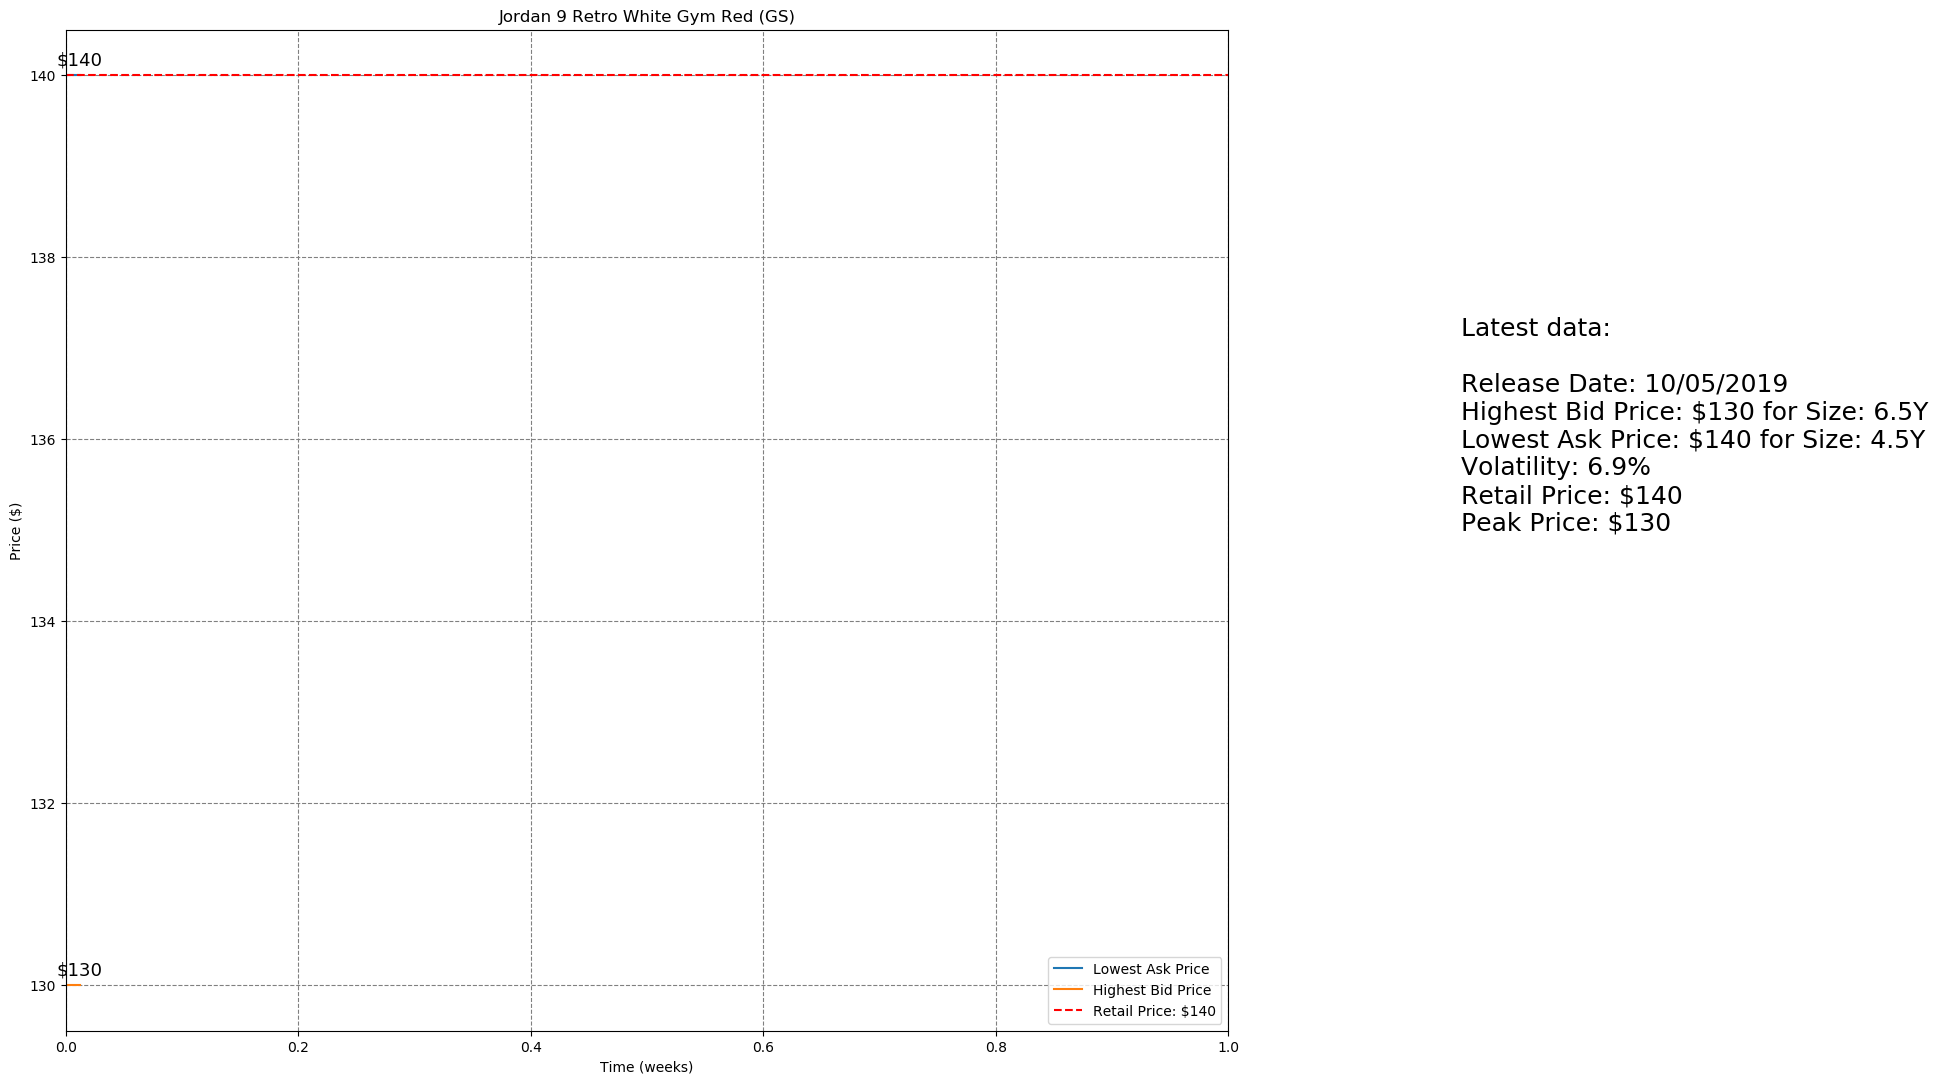 Jordan 9 Retro White Gym Red (GS)
$140
140
138
136
134
132
130
$130
Price ($)
0.0 0.2 0.4 0.6 0.8 1.0
Time (weeks)
Lowest Ask Price
Highest Bid Price
Retail Price: $140
Latest data:
Release Date: 10/05/2019
Highest Bid Price: $130 for Size: 6.5Y
Lowest Ask Price: $140 for Size: 4.5Y
Volatility: 6.9%
Retail Price: $140
Peak Price: $130